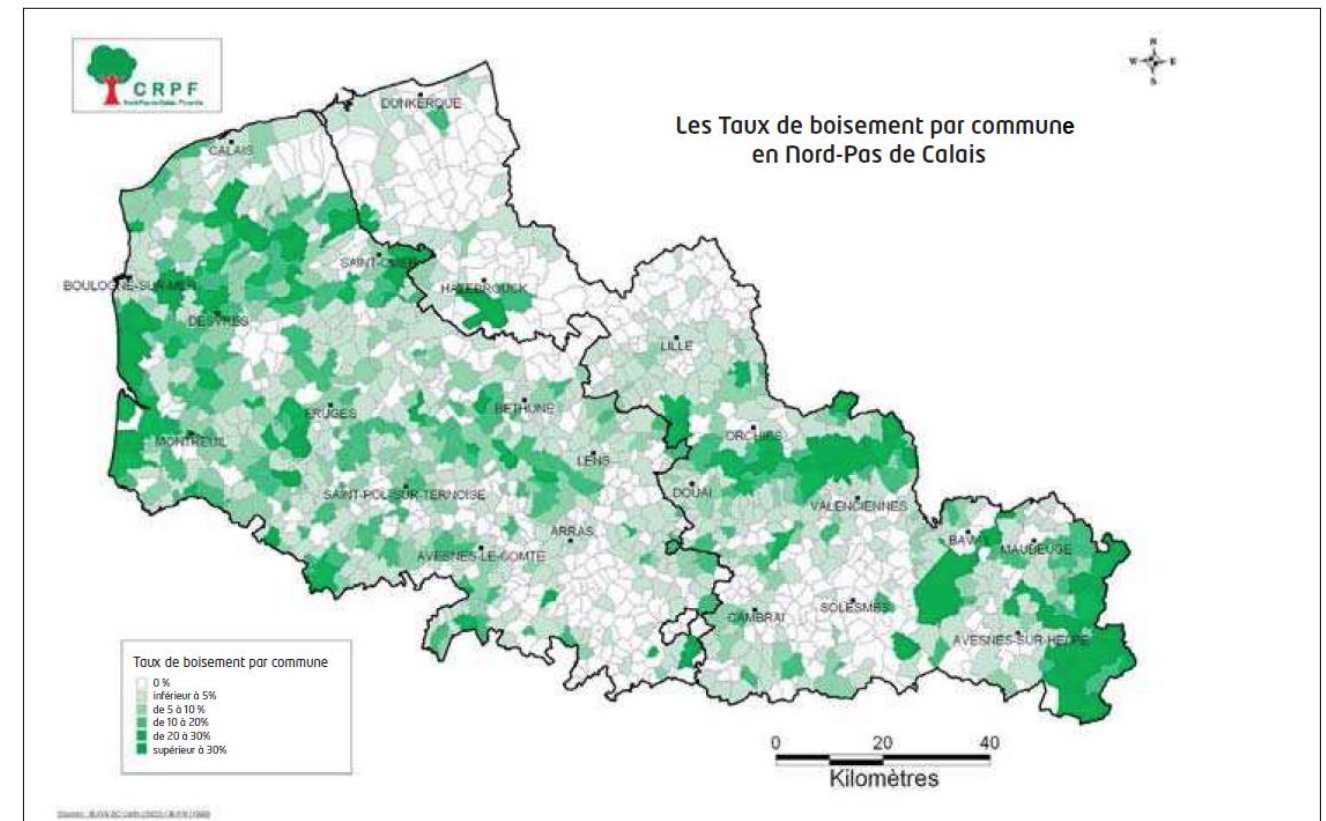 CRPF
N
W E
S
Les Taux de boisement par commune
en Nord-Pas de Calais
DUNKERQUE
CALAIS
SAINT-OMER
BOULOGNE-SUR-MER
HAZEBROUCK
DESVRES
LILLE
FRUGES
BETHUNE
MONTREUIL
ORCHIES
LENS
SAINT-POL-SUR-TERNOISE
DOUAI
VALENCIENNES
ARRAS
BAVAY
MAUBEUGE
AVESNES-LE-COMTE
CAMBRAI
SOLESMES
AVESNES-SUR-HELPE
Taux de boisement par commune
0 %
inférieur à 5%
de 5 à 10 %
de 10 à 20%
de 20 à 30%
supérieur à 30%
0 20 40
Kilomètres